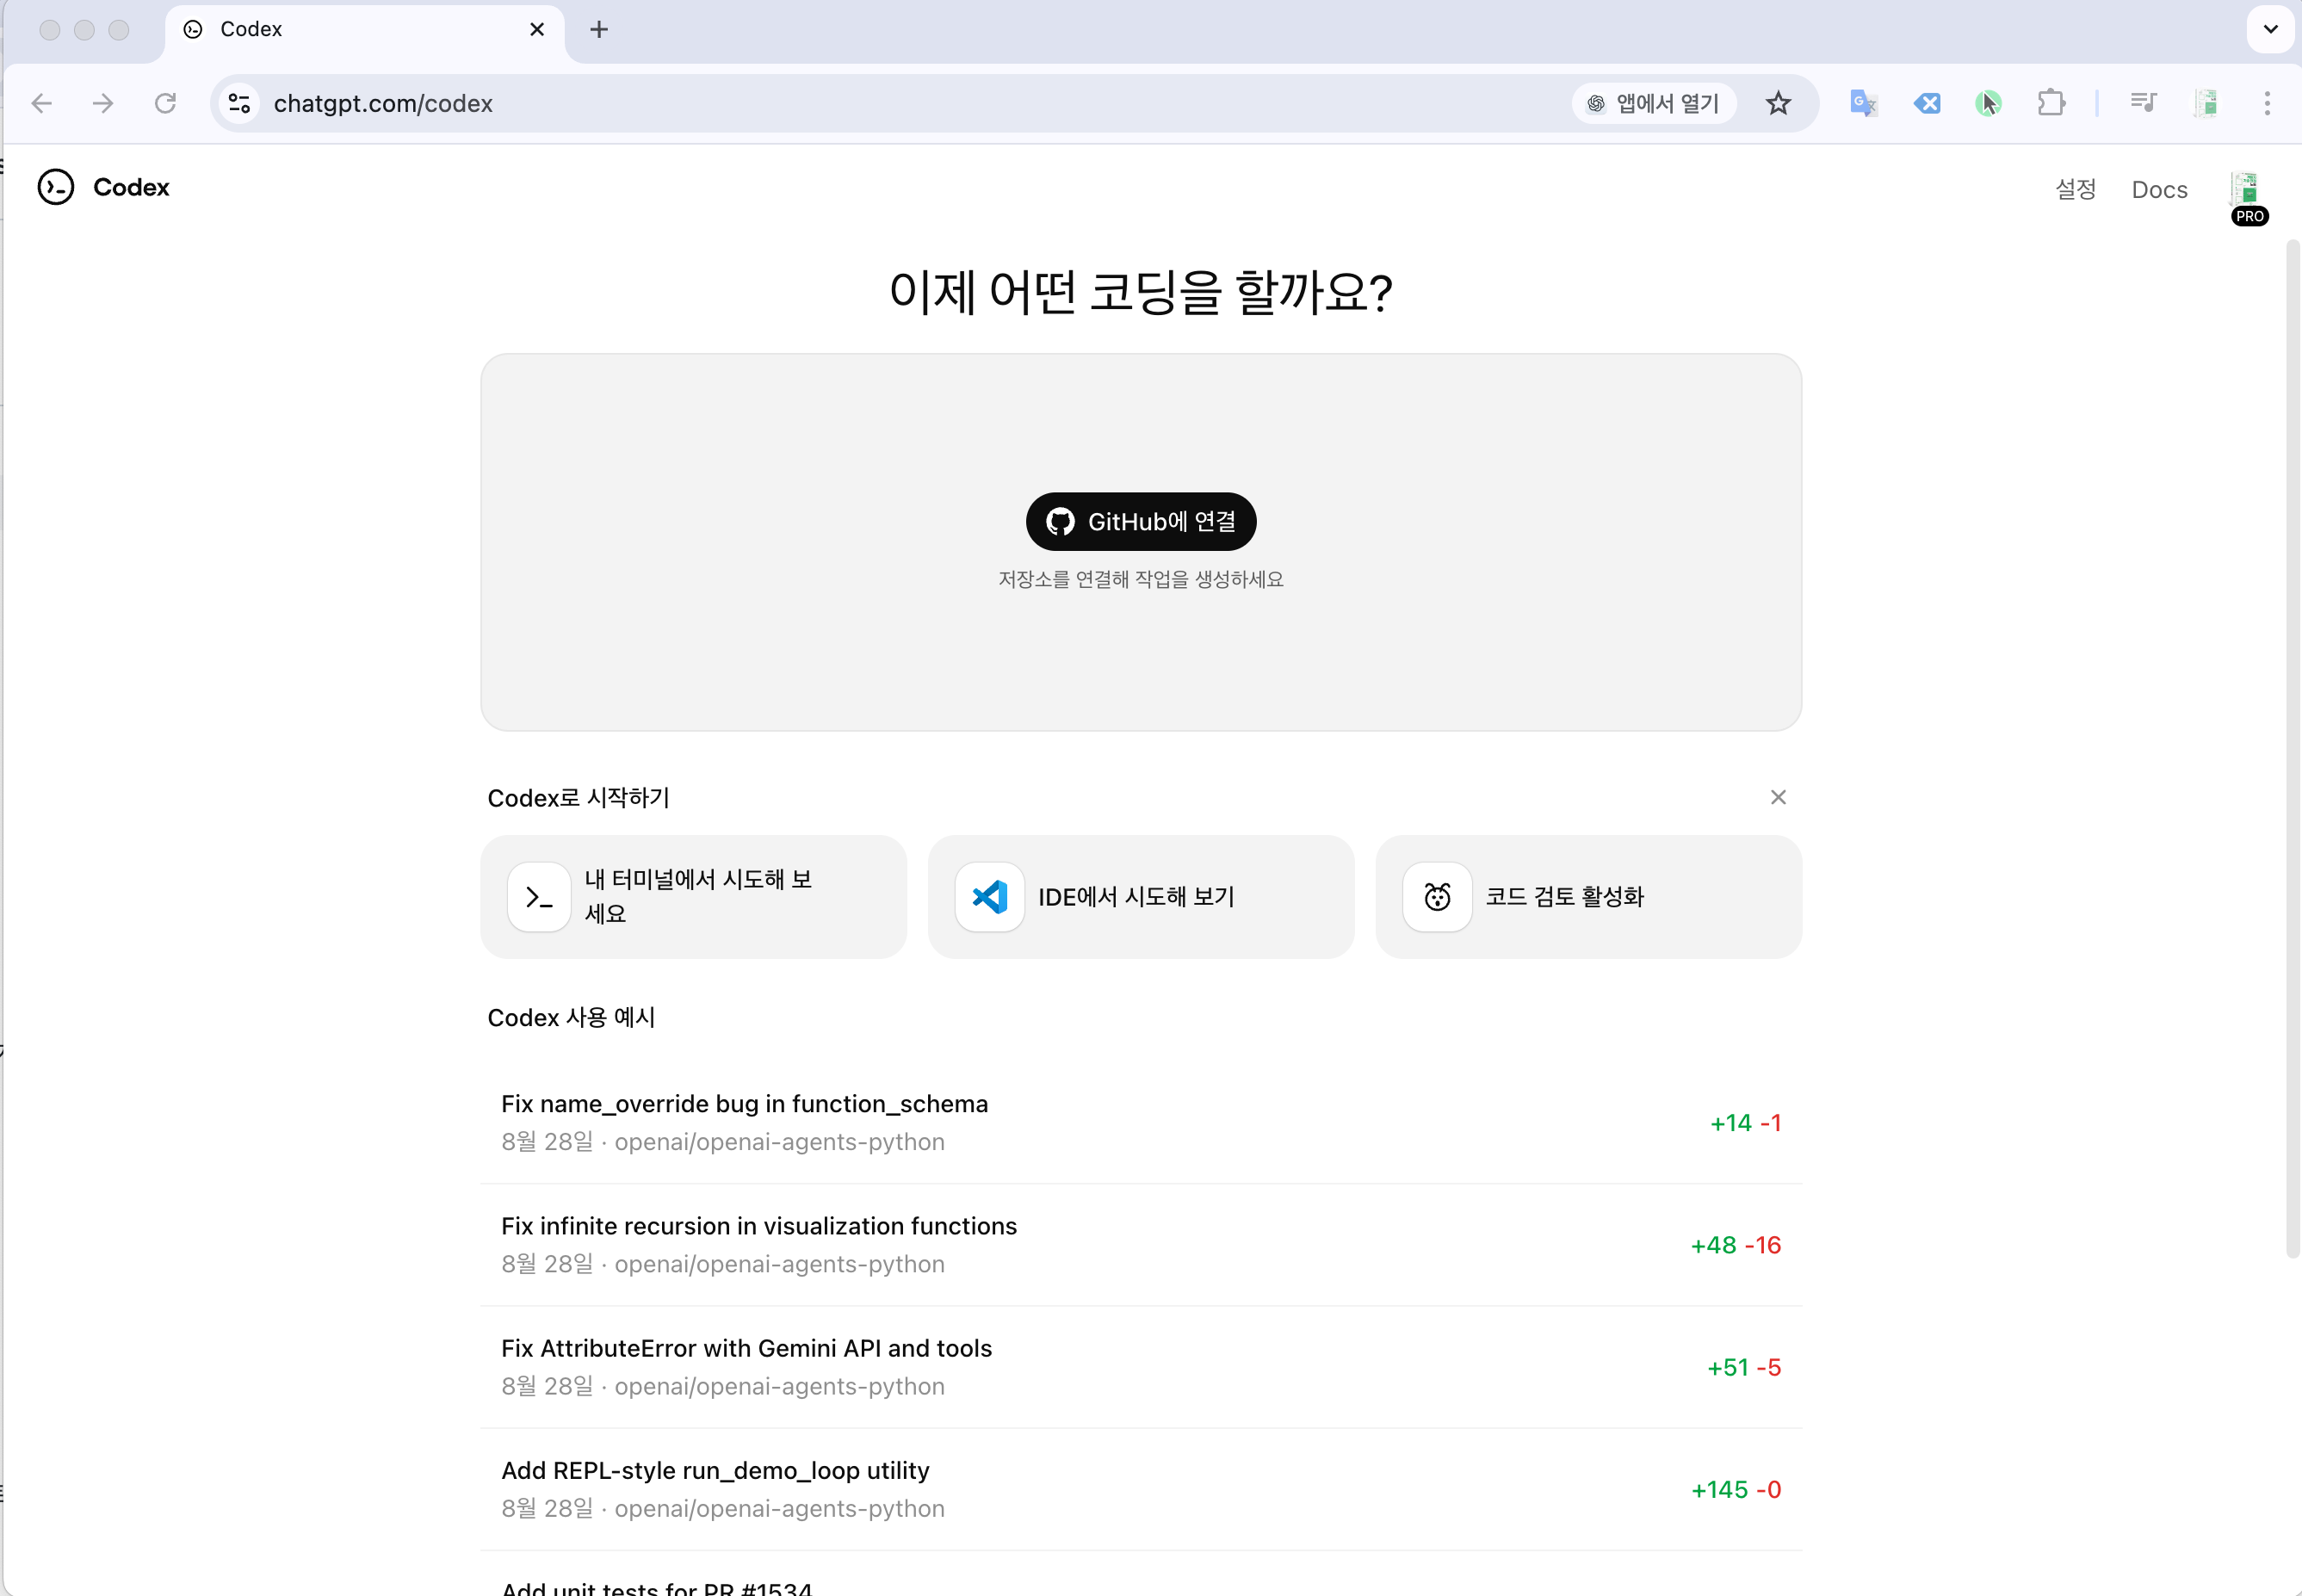 Codex
chatgpt.com/codex
앱에서 열기
Codex
설정
Docs
PRO
이제 어떤 코딩을 할까요?
GitHub에 연결
저장소를 연결해 작업을 생성하세요
Codex로 시작하기
내 터미널에서 시도해 보
세요
IDE에서 시도해 보기
코드 검토 활성화
Codex 사용 예시
Fix name_override bug in function_schema
8월 28일 · openai/openai-agents-python
+14 -1
Fix infinite recursion in visualization functions
8월 28일 · openai/openai-agents-python
+48 -16
Fix AttributeError with Gemini API and tools
8월 28일 · openai/openai-agents-python
+51 -5
Add REPL-style run_demo_loop utility
8월 28일 · openai/openai-agents-python
+145 -0
Add unit tests for PR #1534